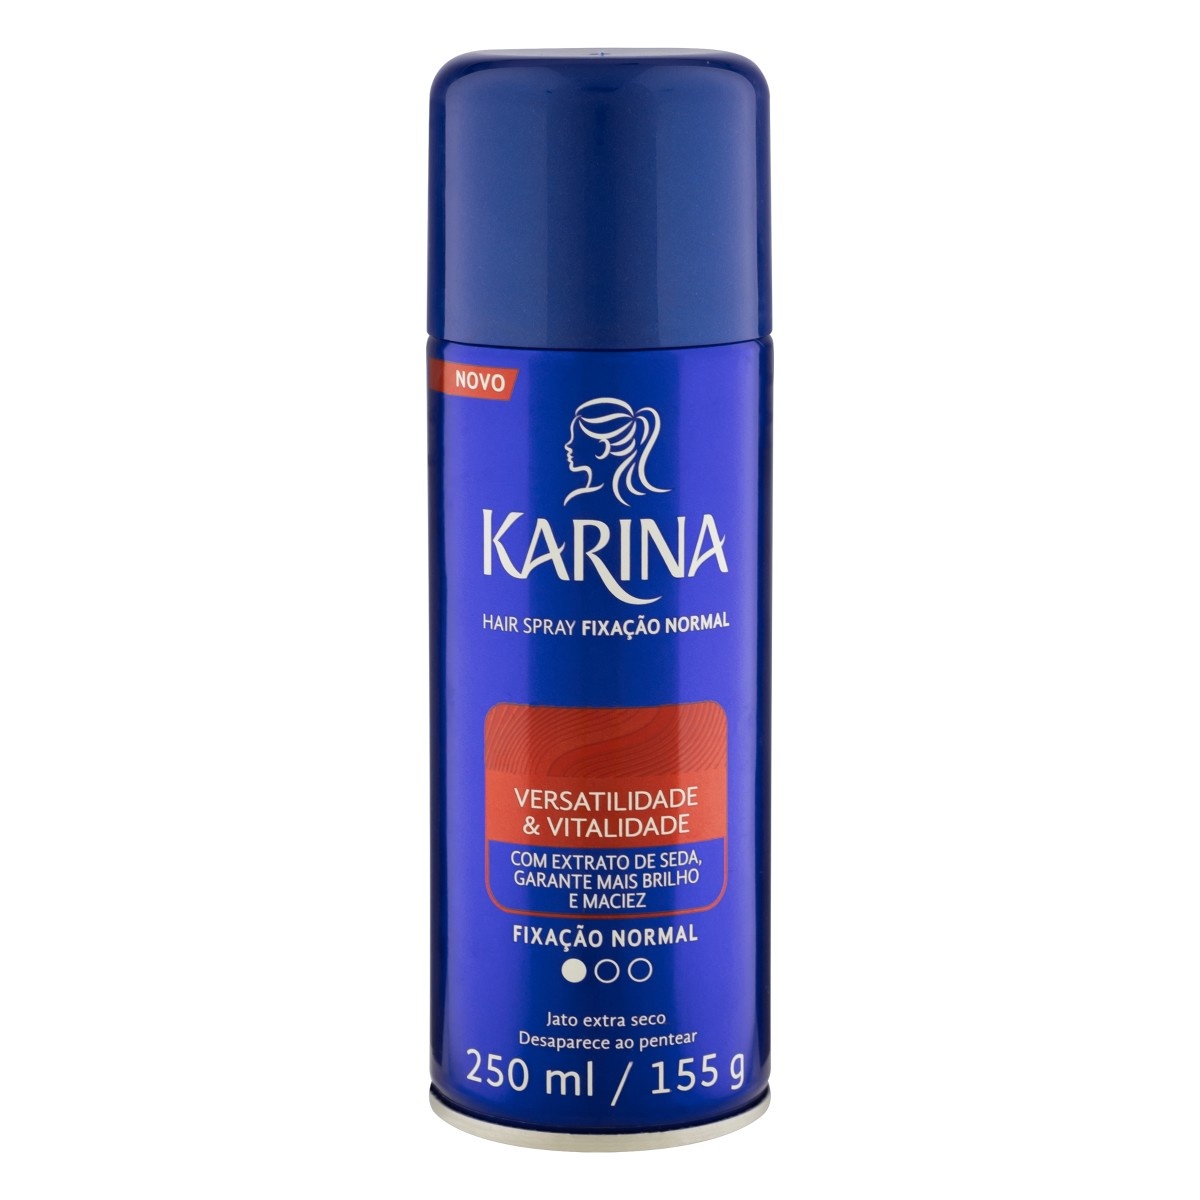 NOVO
KARINA
HAIR SPRAY FIXAÇÃO NORMAL
VERSATILIDADE
& VITALIDADE
COM EXTRATO DE SEDA,
GARANTE MAIS BRILHO
E MACIEZ
FIXAÇÃO NORMAL
Jato extra seco
Desaparece ao pentear
250 ml / 155 g